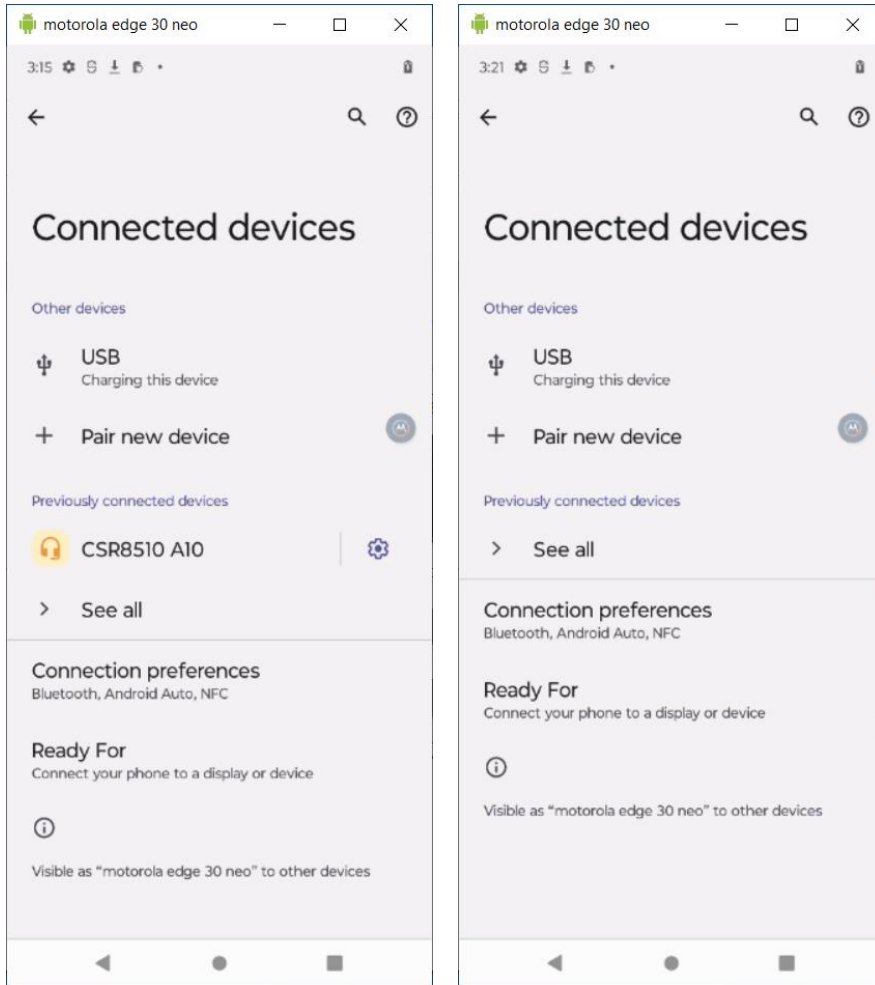 motorola edge 30 neo
3:15
Connected devices
Other devices
USB
Charging this device
Pair new device
Previously connected devices
CSR8510 A10
See all
Connection preferences
Bluetooth, Android Auto, NFC
Ready For
Connect your phone to a display or device
Visible as “motorola edge 30 neo” to other devices
motorola edge 30 neo
3:21
Connected devices
Other devices
USB
Charging this device
Pair new device
Previously connected devices
See all
Connection preferences
Bluetooth, Android Auto, NFC
Ready For
Connect your phone to a display or device
Visible as “motorola edge 30 neo” to other devices